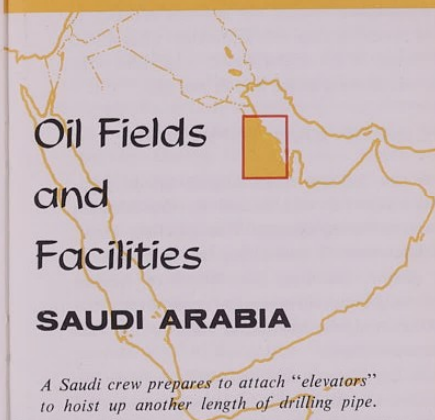 Oil Fields
and
Facilities
SAUDI ARABIA
A Saudi crew prepares to attach “elevators”
to hoist up another length of drilling pipe.